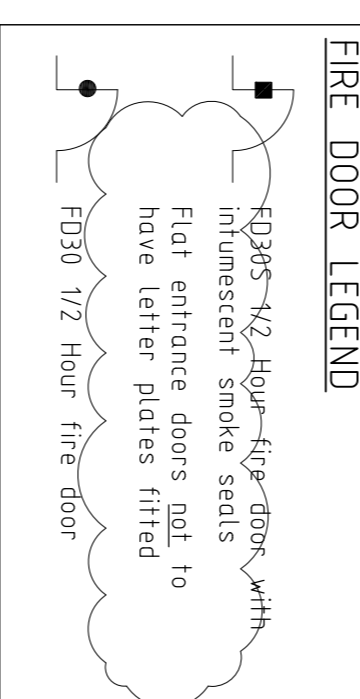 FIRE DOOR LEGEND
FD30S 1/2 Hour fire door with
intumescent smoke seals
Flat entrance doors not to
have letter plates fitted
FD30 1/2 Hour fire door